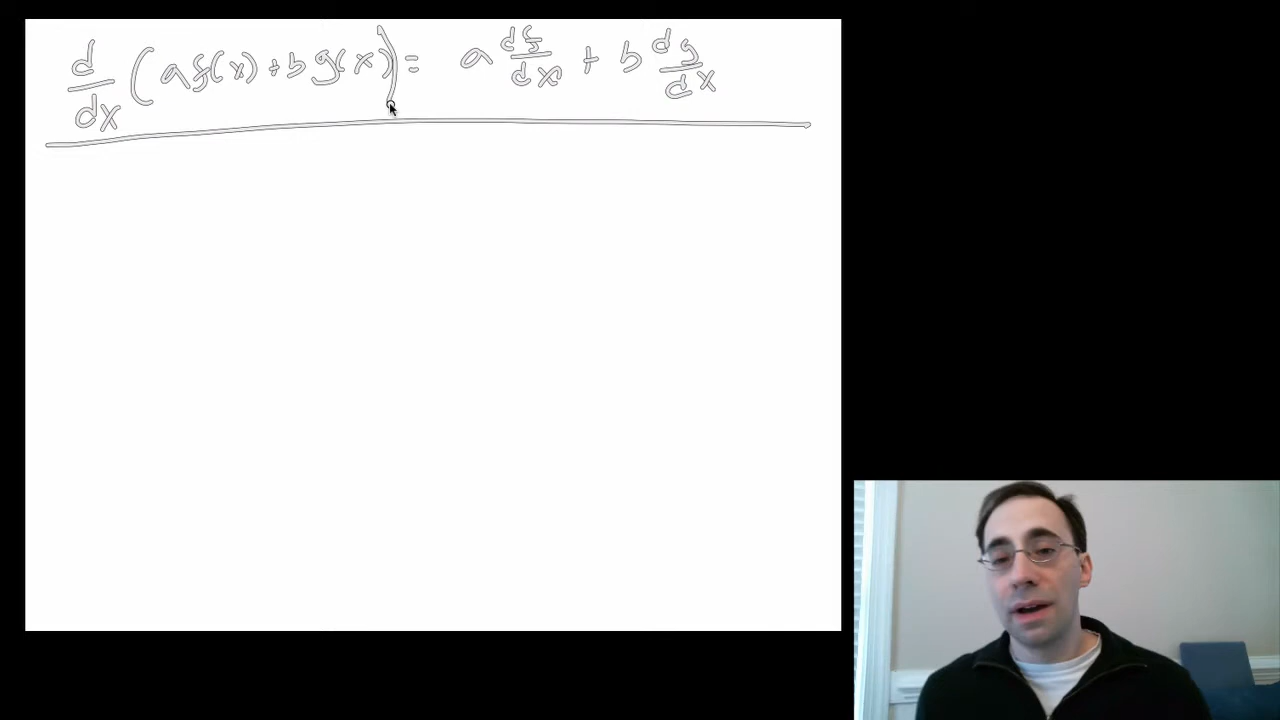 d/dx (af(x)+bg(x)) = a df/dx + b dg/dx